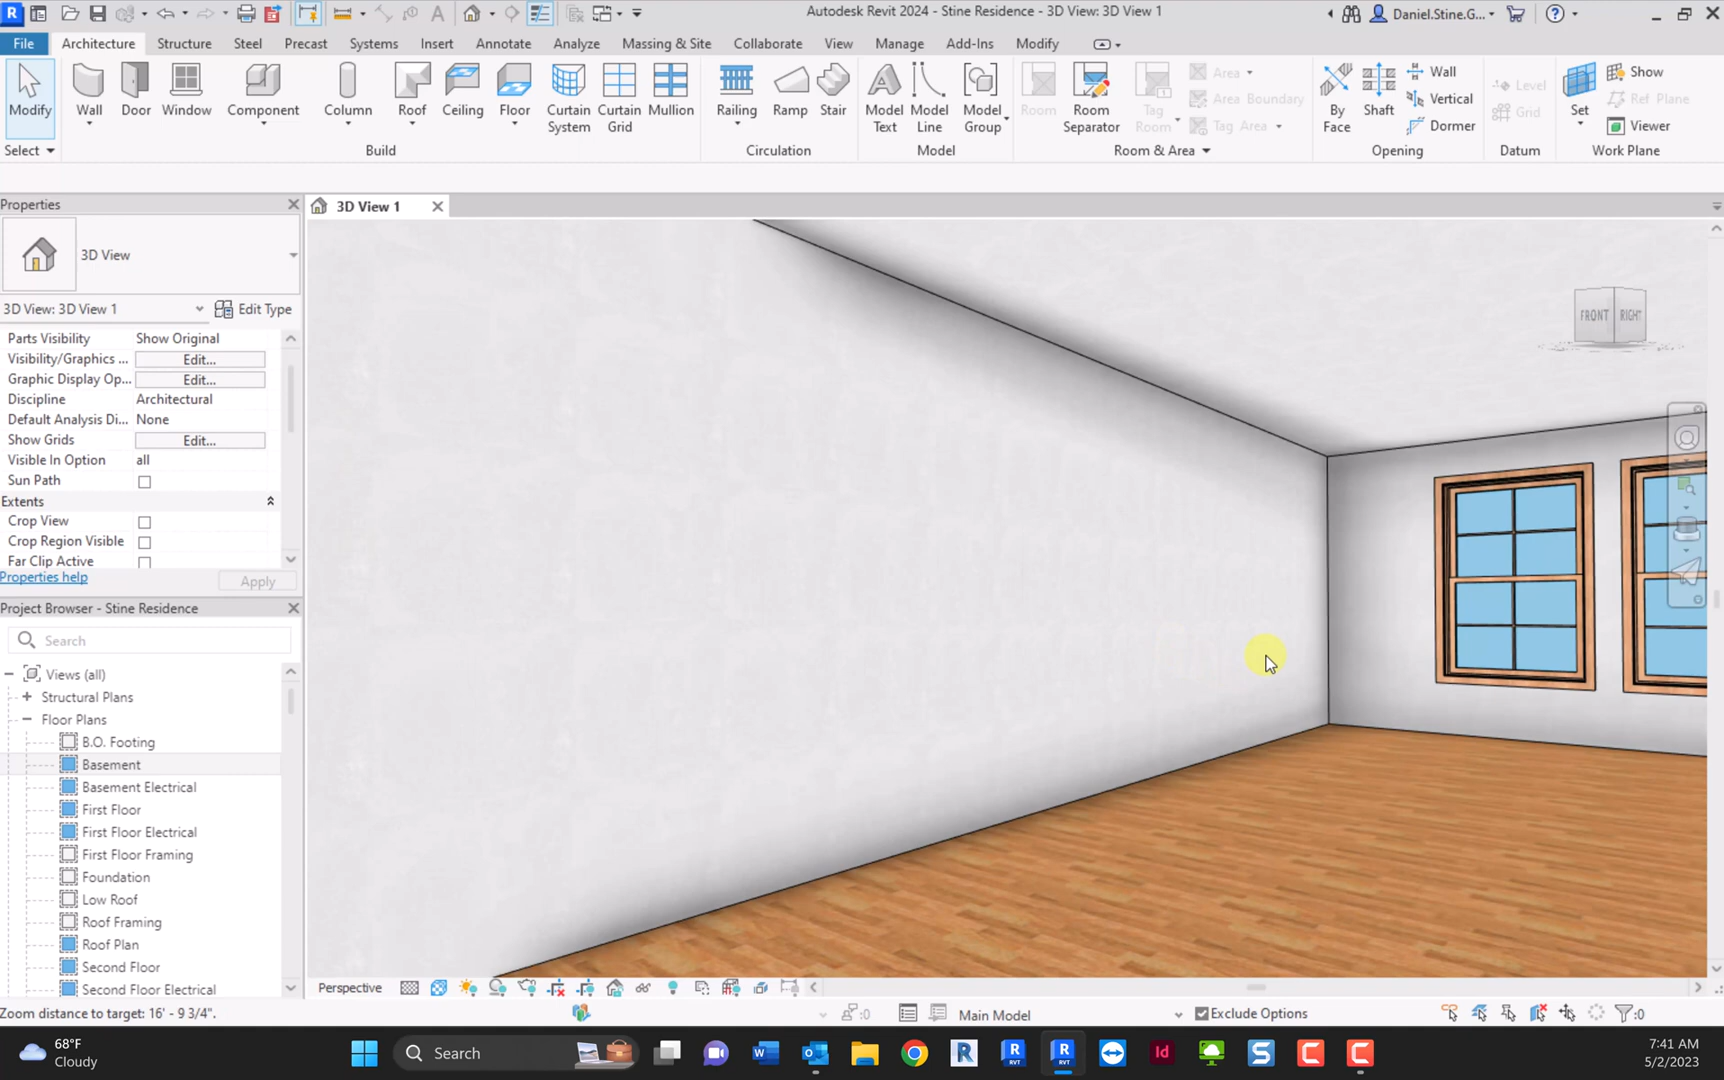 Autodesk Revit 2024 - Stine Residence - 3D View: 3D View 1
Daniel.Stine.G...
File Architecture Structure Steel Precast Systems Insert Annotate Analyze Massing & Site Collaborate View Manage Add-Ins Modify
Modify Wall Door Window Component Column Roof Ceiling Floor Curtain System Curtain Grid Mullion Railing Ramp Stair Model Text Model Line Model Group Room Room Separator Tag Room Area Area Boundary Tag Area By Face Shaft Wall Vertical Dormer Level Grid Set Show Ref Plane Viewer
Select Build Circulation Model Room & Area Opening Datum Work Plane
Properties
3D View 1
3D View
3D View: 3D View 1 Edit Type
Parts Visibility Show Original
Visibility/Graphics ... Edit...
Graphic Display Op... Edit...
Discipline Architectural
Default Analysis Di... None
Show Grids Edit...
Visible In Option all
Sun Path
Extents
Crop View
Crop Region Visible
Far Clip Active
Properties help Apply
Project Browser - Stine Residence
Search
Views (all)
Structural Plans
Floor Plans
B.O. Footing
Basement
Basement Electrical
First Floor
First Floor Electrical
First Floor Framing
Foundation
Low Roof
Roof Framing
Roof Plan
Second Floor
Second Floor Electrical
FRONT RIGHT
Perspective
Zoom distance to target: 16' - 9 3/4".
:0
Main Model
Exclude Options
:0
68°F
Cloudy
Search
7:41 AM
5/2/2023